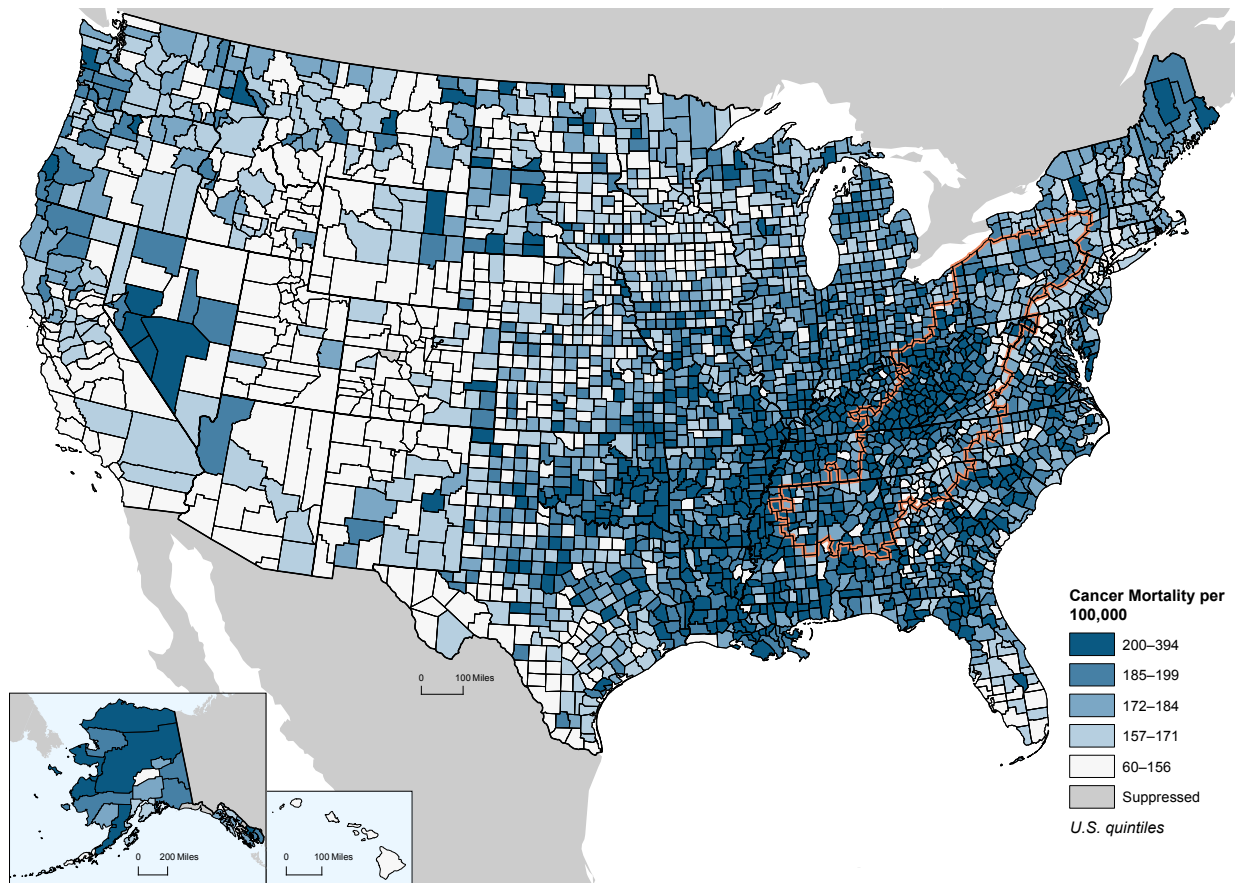 0 100 Miles
Cancer Mortality per
100,000
200–394
185–199
172–184
157–171
60–156
Suppressed
U.S. quintiles
0 200 Miles
0 100 Miles